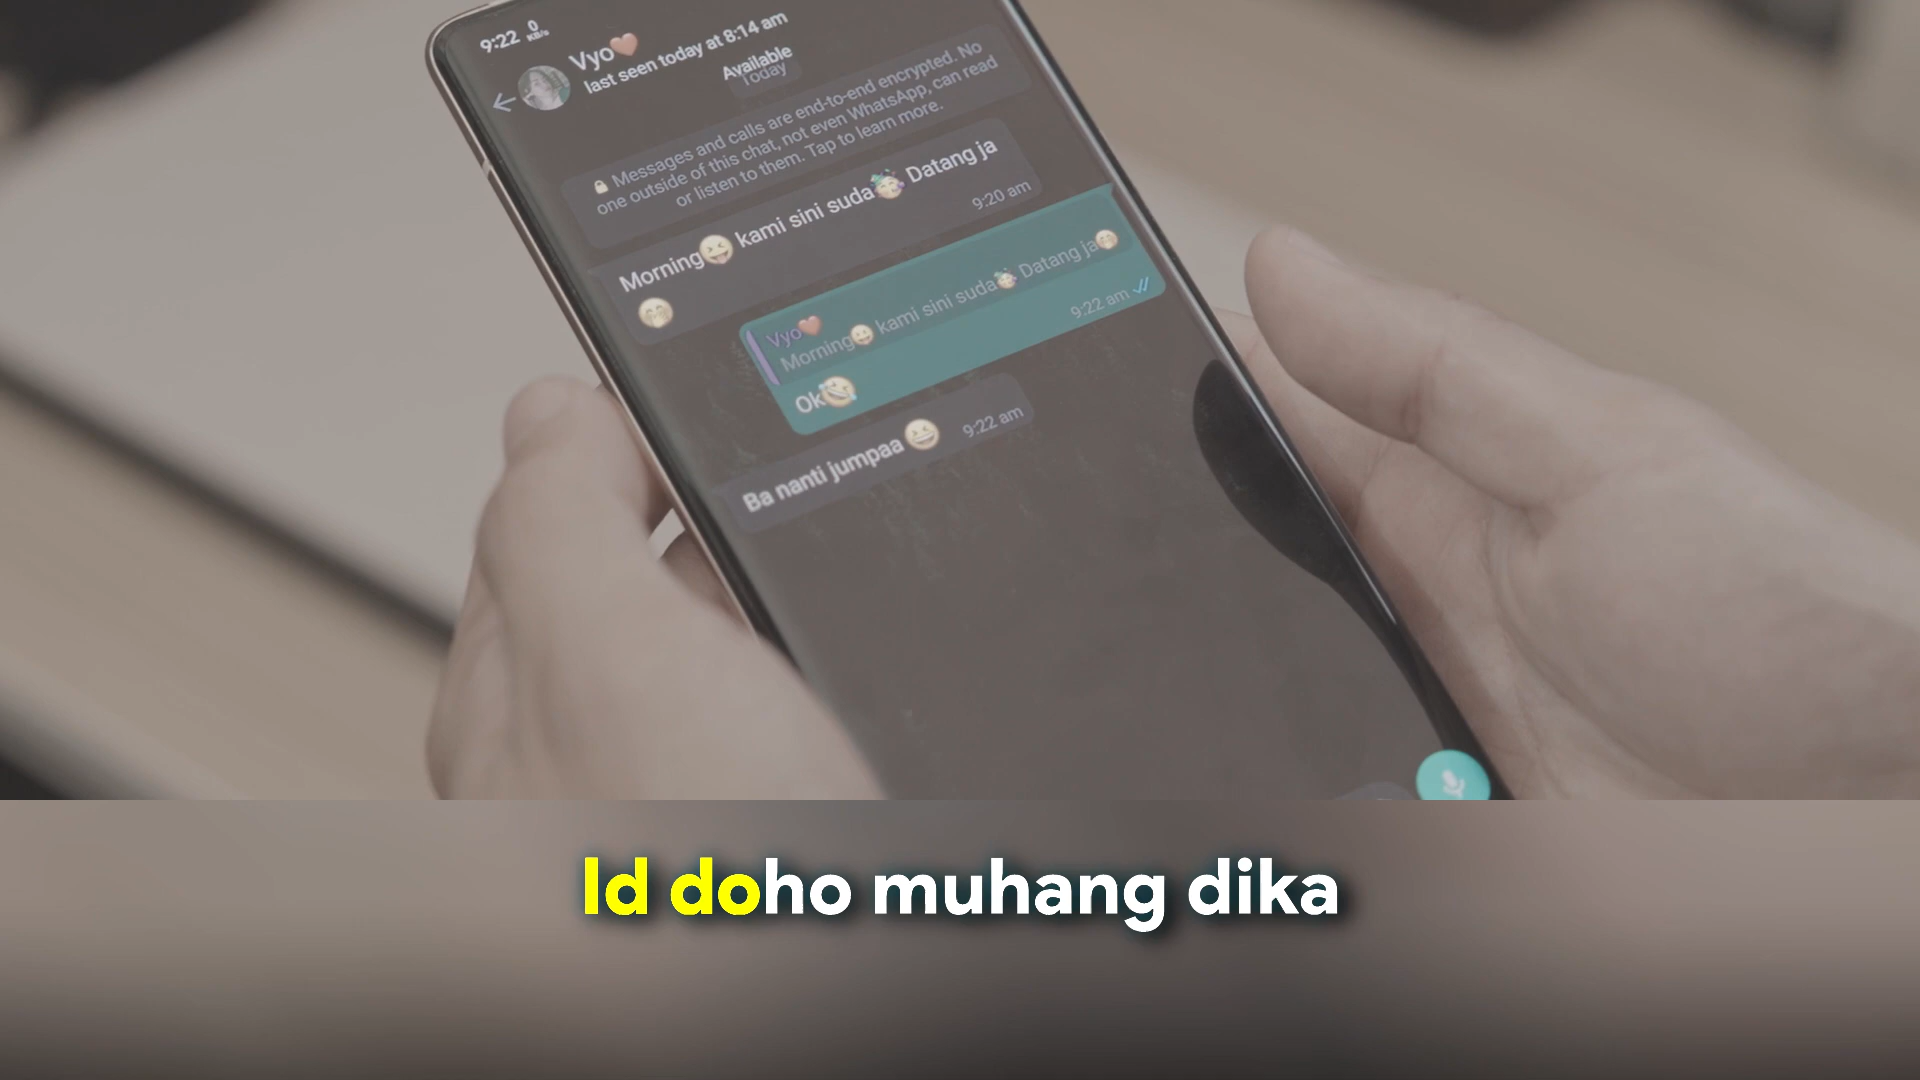 9:22 0 KB/s
Vyo❤️
last seen today at 8:14 am
Available
Today
🔒 Messages and calls are end-to-end encrypted. No
one outside of this chat, not even WhatsApp, can read
or listen to them. Tap to learn more.
Morning😜 kami sini suda🥳 Datang ja
🤭
9:20 am
Vyo❤️
Morning😜 kami sini suda🥳 Datang ja🤭
Ok🤣
9:22 am
Ba nanti jumpaa 😆 9:22 am
Id doho muhang dika